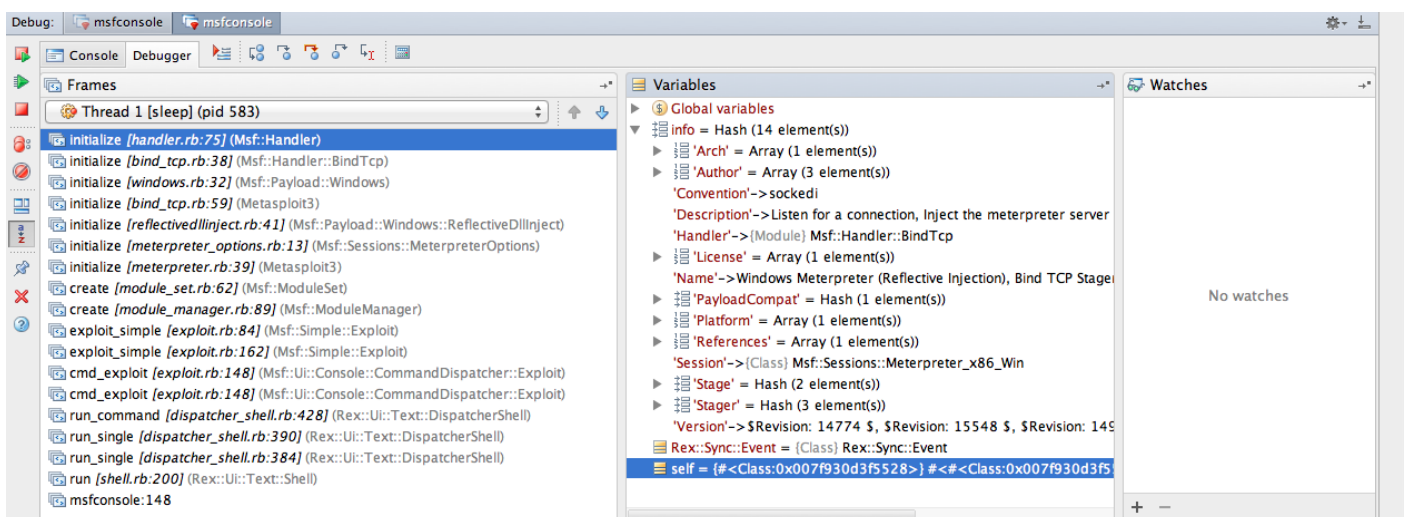 Debug: msfconsole msfconsole
Console Debugger
Frames
Thread 1 [sleep] (pid 583)
initialize [handler.rb:75] (Msf::Handler)
initialize [bind_tcp.rb:38] (Msf::Handler::BindTcp)
initialize [windows.rb:32] (Msf::Payload::Windows)
initialize [bind_tcp.rb:59] (Metasploit3)
initialize [reflectivedllinject.rb:41] (Msf::Payload::Windows::ReflectiveDllInject)
initialize [meterpreter_options.rb:13] (Msf::Sessions::MeterpreterOptions)
initialize [meterpreter.rb:39] (Metasploit3)
create [module_set.rb:62] (Msf::ModuleSet)
create [module_manager.rb:89] (Msf::ModuleManager)
exploit_simple [exploit.rb:84] (Msf::Simple::Exploit)
exploit_simple [exploit.rb:162] (Msf::Simple::Exploit)
cmd_exploit [exploit.rb:148] (Msf::Ui::Console::CommandDispatcher::Exploit)
cmd_exploit [exploit.rb:148] (Msf::Ui::Console::CommandDispatcher::Exploit)
run_command [dispatcher_shell.rb:428] (Rex::Ui::Text::DispatcherShell)
run_single [dispatcher_shell.rb:390] (Rex::Ui::Text::DispatcherShell)
run_single [dispatcher_shell.rb:384] (Rex::Ui::Text::DispatcherShell)
run [shell.rb:200] (Rex::Ui::Text::Shell)
msfconsole:148
Variables
Global variables
info = Hash (14 element(s))
'Arch' = Array (1 element(s))
'Author' = Array (3 element(s))
'Convention'->sockedi
'Description'->Listen for a connection, Inject the meterpreter server
'Handler'->{Module} Msf::Handler::BindTcp
'License' = Array (1 element(s))
'Name'->Windows Meterpreter (Reflective Injection), Bind TCP Stager
'PayloadCompat' = Hash (1 element(s))
'Platform' = Array (1 element(s))
'References' = Array (1 element(s))
'Session'->{Class} Msf::Sessions::Meterpreter_x86_Win
'Stage' = Hash (2 element(s))
'Stager' = Hash (3 element(s))
'Version'->$Revision: 14774 $, $Revision: 15548 $, $Revision: 149
Rex::Sync::Event = {Class} Rex::Sync::Event
self = {#<Class:0x007f930d3f5528>} #<#<Class:0x007f930d3f5
Watches
No watches